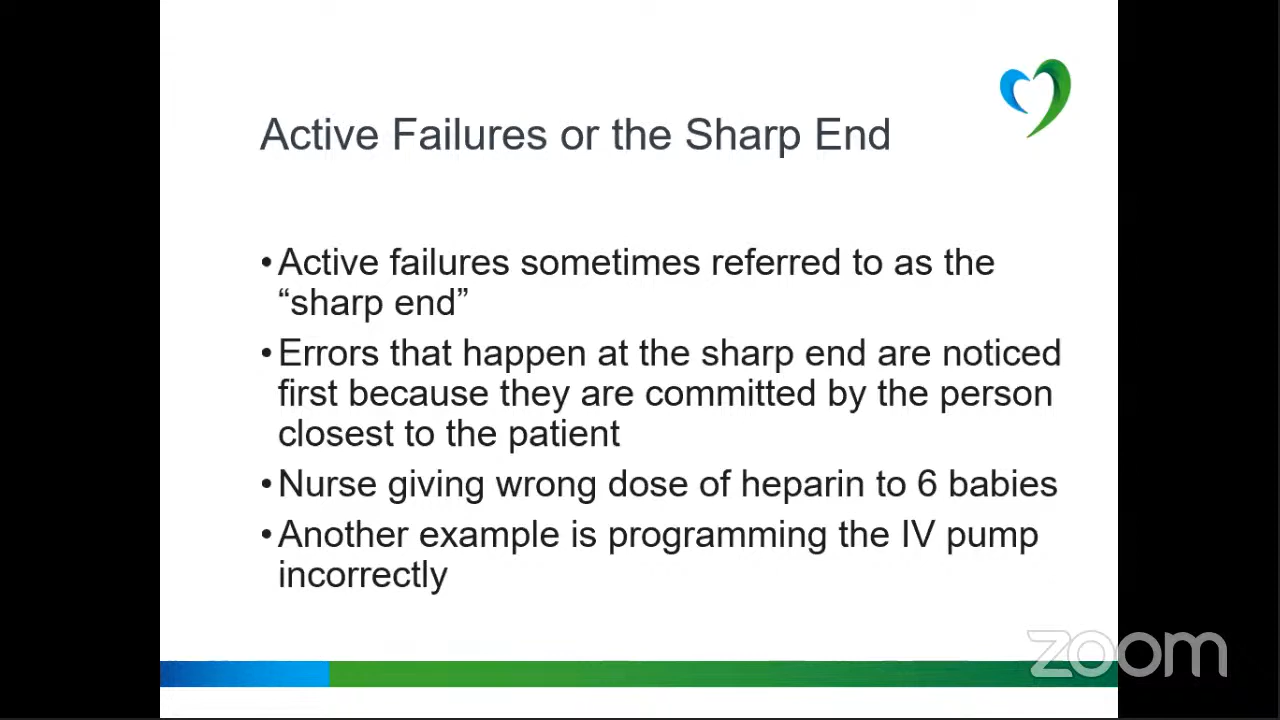 Active Failures or the Sharp End
•Active failures sometimes referred to as the
“sharp end”
•Errors that happen at the sharp end are noticed
first because they are committed by the person
closest to the patient
•Nurse giving wrong dose of heparin to 6 babies
•Another example is programming the IV pump
incorrectly
zoom